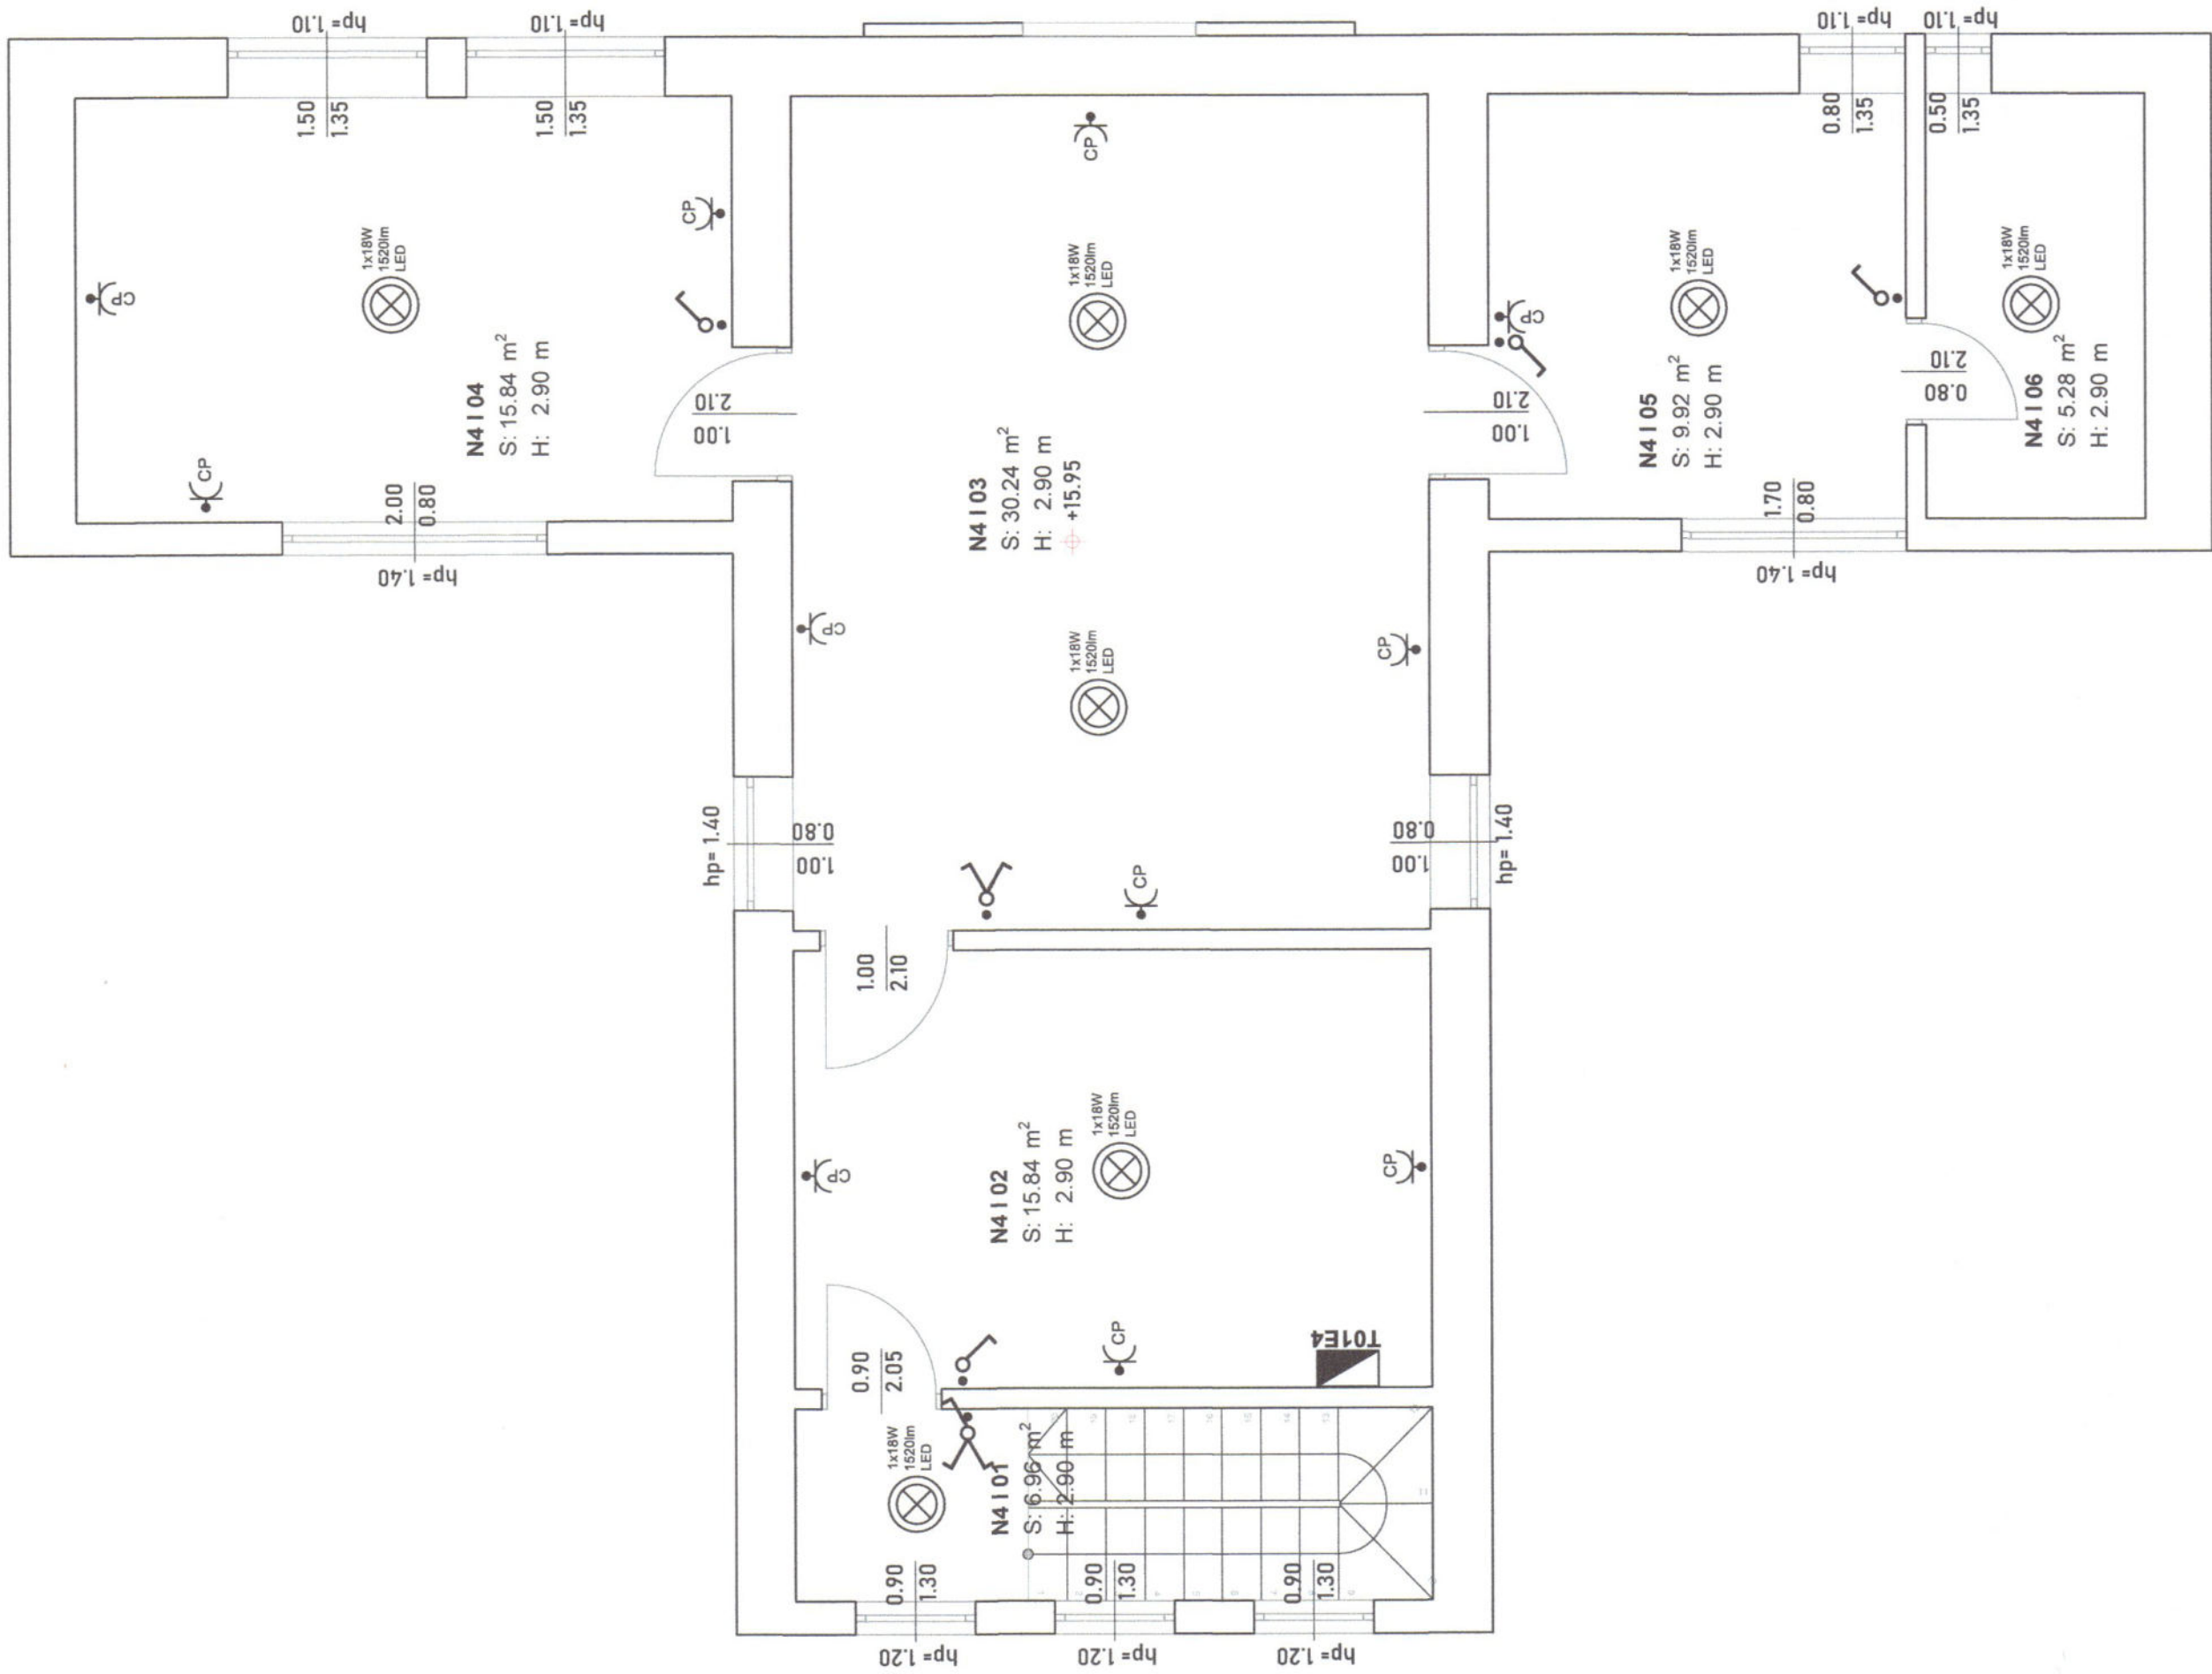 hp= 1.10
hp= 1.10
hp= 1.10
hp= 1.10
1.50
1.35
1.50
1.35
0.80
1.35
0.50
1.35
CP
CP
CP
CP
1x18W
1520lm
LED
N4 I 04
S: 15.84 m²
H: 2.90 m
2.00
0.80
hp= 1.40
1.00
2.10
1x18W
1520lm
LED
N4 I 03
S: 30.24 m²
H: 2.90 m
+15.95
1x18W
1520lm
LED
CP
CP
CP
1.00
2.10
CP
1x18W
1520lm
LED
N4 I 05
S: 9.92 m²
H: 2.90 m
1.70
0.80
hp= 1.40
0.80
2.10
1x18W
1520lm
LED
N4 I 06
S: 5.28 m²
H: 2.90 m
hp= 1.40
1.00
0.80
1.00
0.80
hp= 1.40
1.00
2.10
CP
1x18W
1520lm
LED
N4 I 02
S: 15.84 m²
H: 2.90 m
CP
CP
T01E4
0.90
2.05
1x18W
1520lm
LED
N4 I 01
S: 6.96 m²
H: 2.90 m
0.90
1.30
0.90
1.30
0.90
1.30
hp= 1.20
hp= 1.20
hp= 1.20